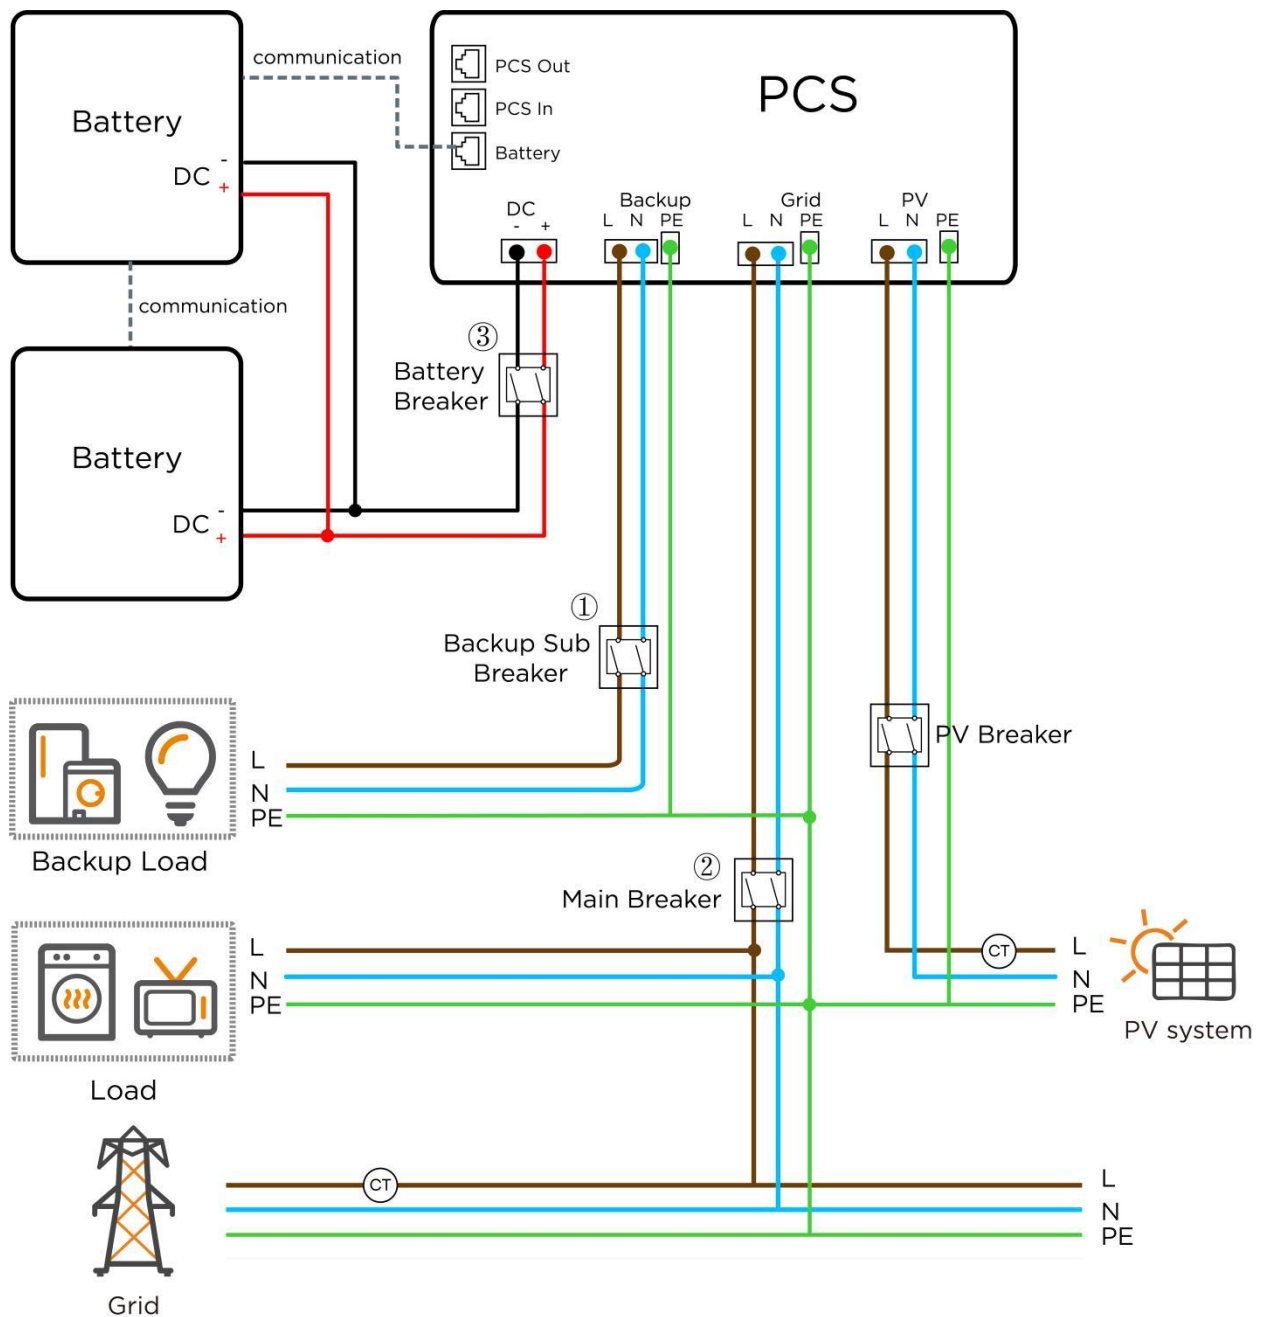 communication
Battery
DC
-
+
communication
Battery
DC
-
+
PCS
PCS Out
PCS In
Battery
DC
- +
Backup
L N PE
Grid
L N PE
PV
L N PE
③
Battery
Breaker
①
Backup Sub
Breaker
PV Breaker
L
N
PE
Backup Load
②
Main Breaker
L
N
PE
Load
CT
L
N
PE
PV system
CT
L
N
PE
Grid